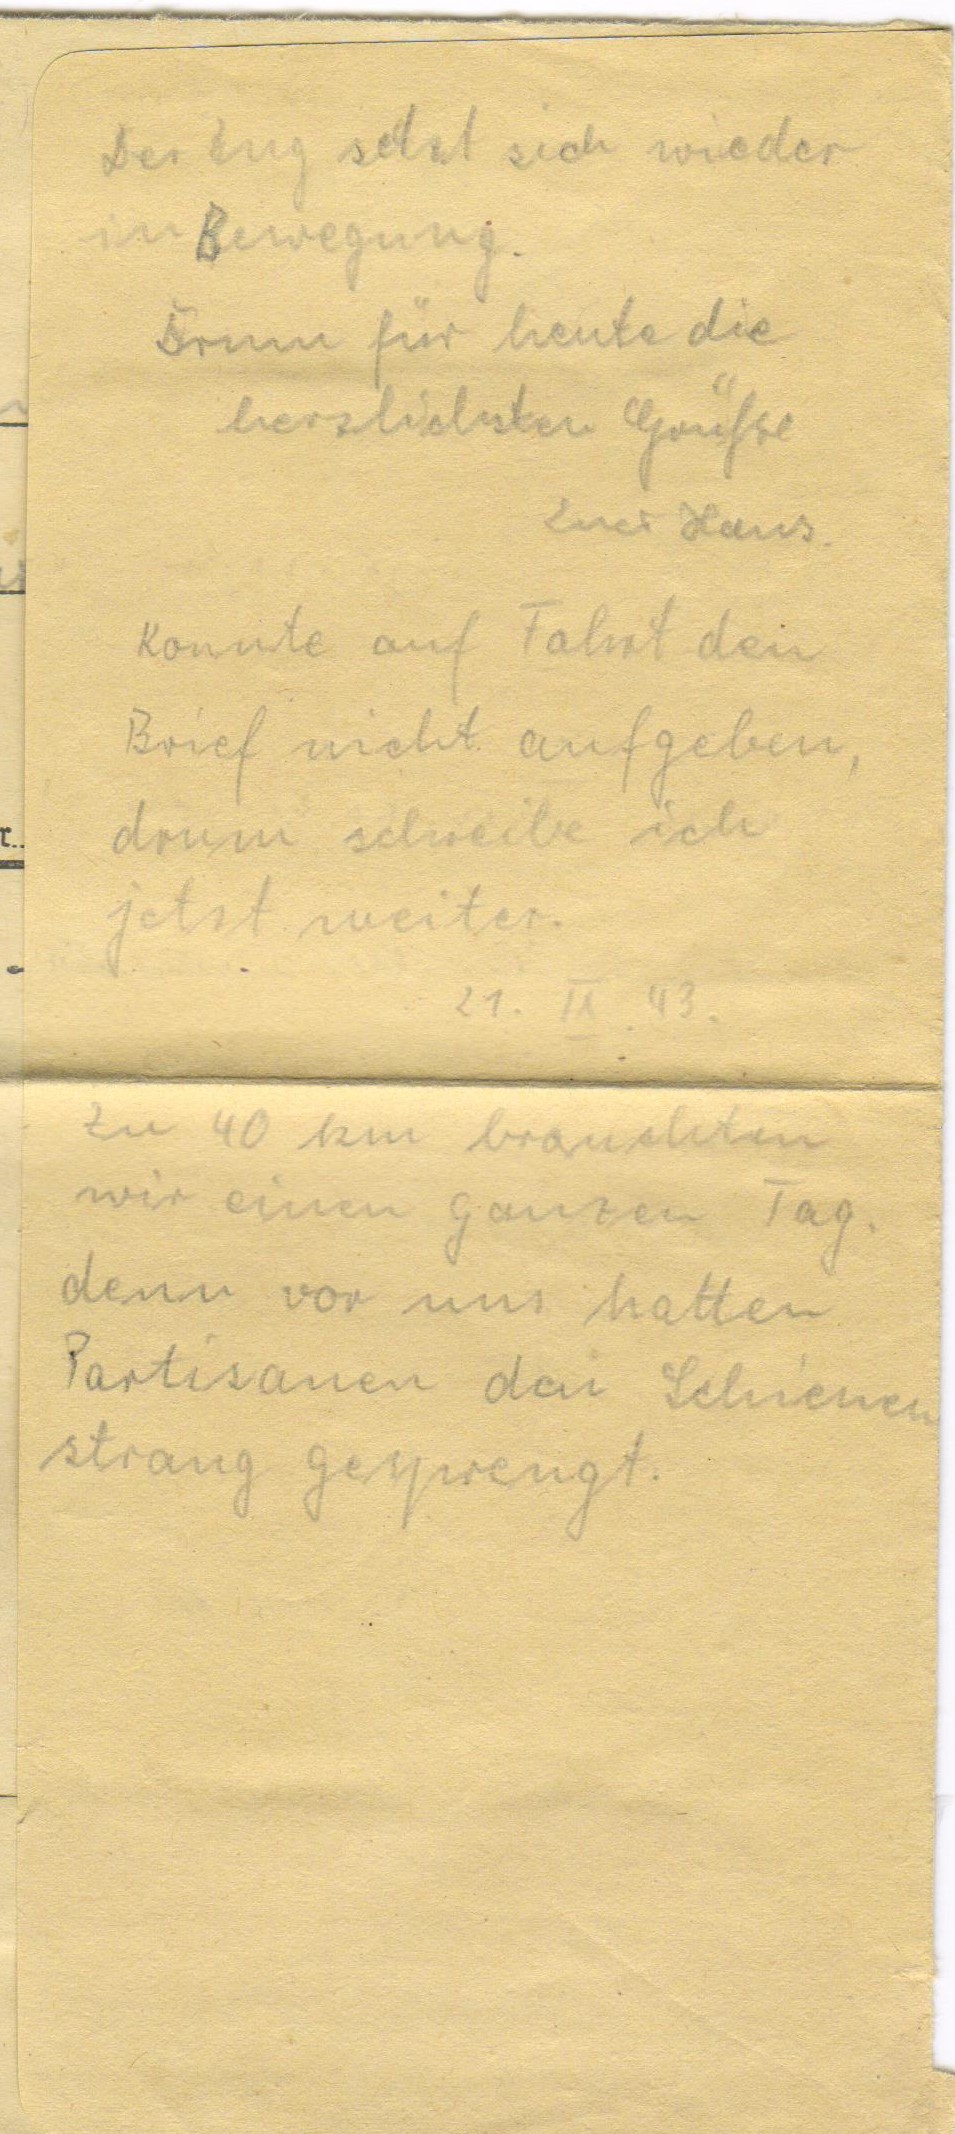 Der Zug setzt sich wieder
in Bewegung.
Drum für heute die
herzlichsten Grüße
Euer Hans.
Konnte auf Fahrt den
Brief nicht aufgeben,
drum schreibe ich
jetzt weiter.
21. IX. 43.
Zu 40 km brauchten
wir einen ganzen Tag.
denn vor uns hatten
Partisanen den Schienen
strang gesprengt.